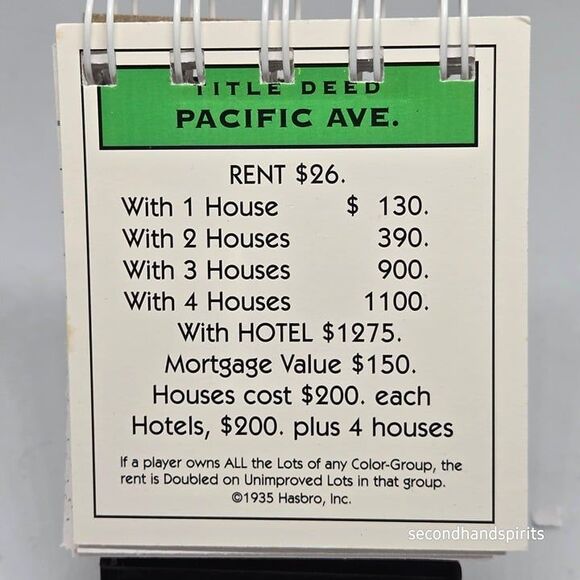 TITLE DEED
PACIFIC AVE.
RENT $26.
With 1 House $ 130.
With 2 Houses 390.
With 3 Houses 900.
With 4 Houses 1100.
With HOTEL $1275.
Mortgage Value $150.
Houses cost $200. each
Hotels, $200. plus 4 houses
If a player owns ALL the Lots of any Color-Group, the
rent is Doubled on Unimproved Lots in that group.
©1935 Hasbro, Inc.
secondhandspirits